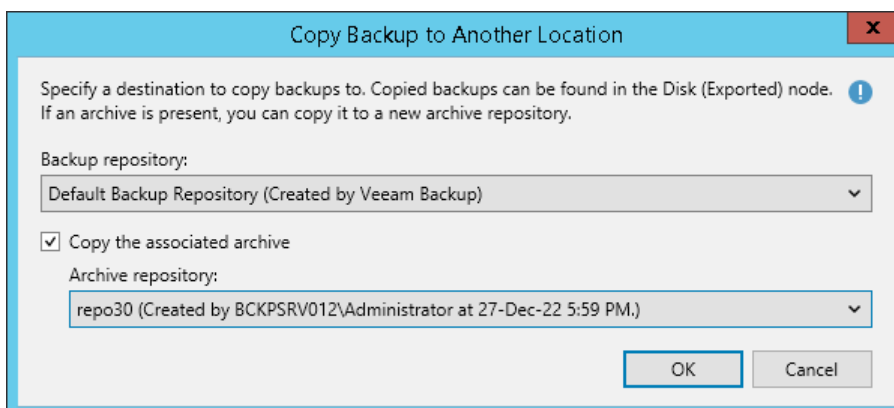 Copy Backup to Another Location
x
Specify a destination to copy backups to. Copied backups can be found in the Disk (Exported) node.
If an archive is present, you can copy it to a new archive repository.
Backup repository:
Default Backup Repository (Created by Veeam Backup)
Copy the associated archive
Archive repository:
repo30 (Created by BCKPSRV012\Administrator at 27-Dec-22 5:59 PM.)
OK Cancel